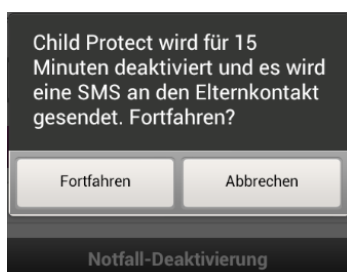 Child Protect wird für 15
Minuten deaktiviert und es wird
eine SMS an den Elternkontakt
gesendet. Fortfahren?
Fortfahren Abbrechen
Notfall-Deaktivierung